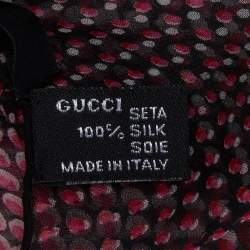 GUCCI SETA
100% SILK
SOIE
MADE IN ITALY